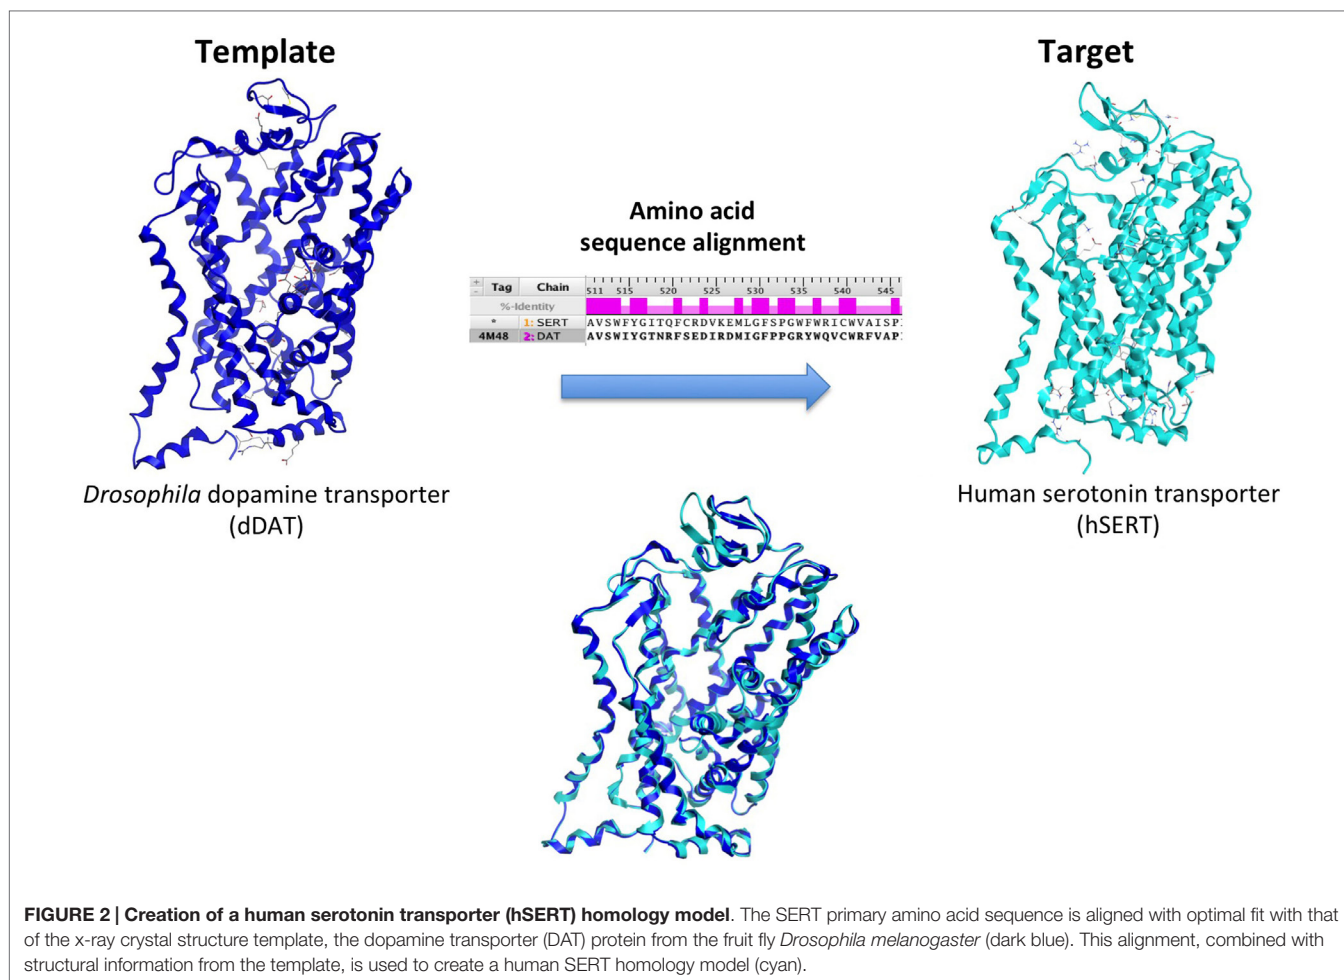 Template
Target
Amino acid
sequence alignment
+
-
Tag Chain 511 515 520 525 530 535 540 545
%-Identity
* 1: SERT AVSWFYGITQFCRDVKEMLGFSPGWFWRICWVAISP
4M48 2: DAT AVSWIYGTNRFSEDIRDMIGFPPGRYWQVCWRFVAP
Drosophila dopamine transporter
(dDAT)
Human serotonin transporter
(hSERT)
FIGURE 2 | Creation of a human serotonin transporter (hSERT) homology model. The SERT primary amino acid sequence is aligned with optimal fit with that
of the x-ray crystal structure template, the dopamine transporter (DAT) protein from the fruit fly Drosophila melanogaster (dark blue). This alignment, combined with
structural information from the template, is used to create a human SERT homology model (cyan).